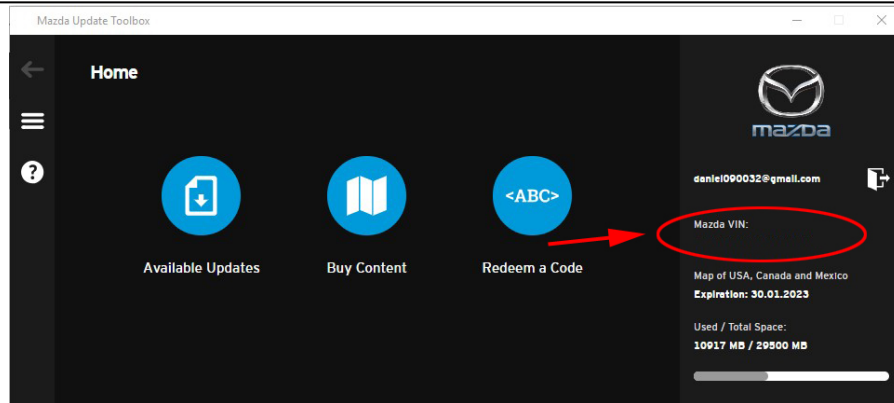 Mazda Update Toolbox
Home
mazda
daniel090032@gmail.com
<ABC>
Mazda VIN:
Available Updates
Buy Content
Redeem a Code
Map of USA, Canada and Mexico
Expiration: 30.01.2023
Used / Total Space:
10917 MB / 29500 MB